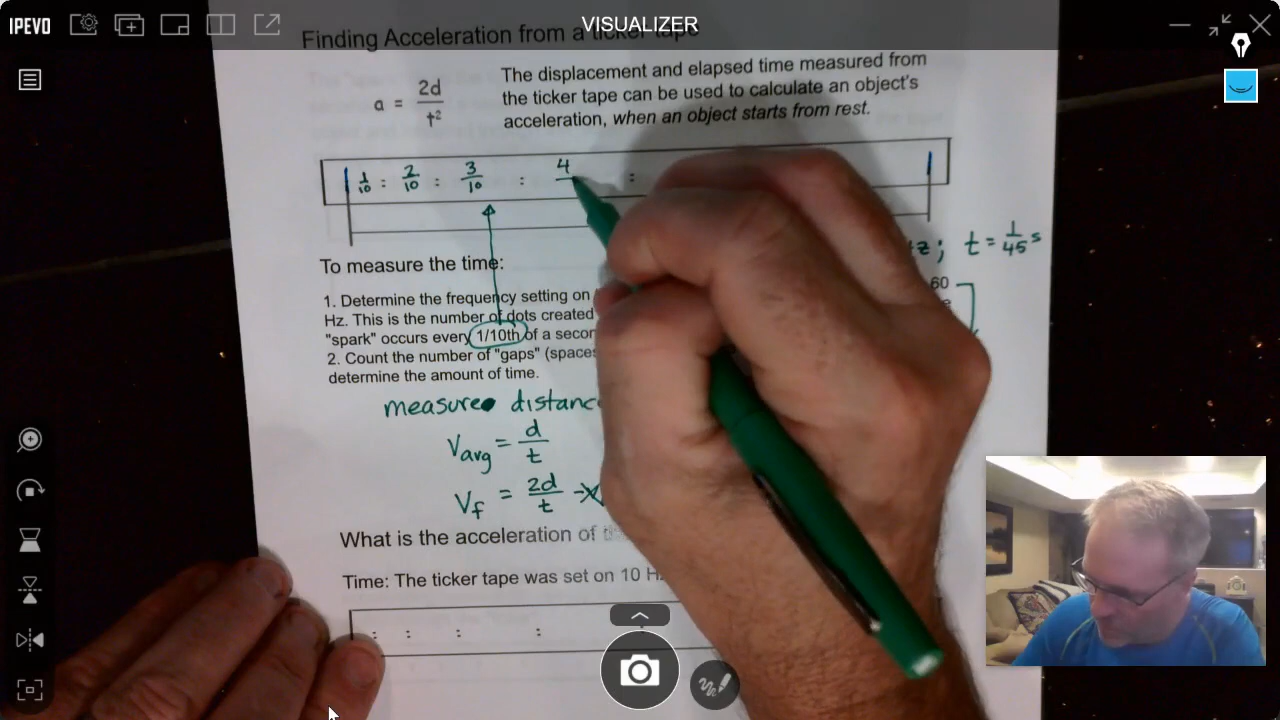 IPEVO
VISUALIZER
Finding Acceleration from a ticker tape
a = 2d / t²
The displacement and elapsed time measured from
the ticker tape can be used to calculate an object's
acceleration, when an object starts from rest.
1/10 : 2/10 : 3/10 : 4 :
z; t = 1/45 s
To measure the time:
1. Determine the frequency setting on
60
Hz. This is the number of dots created
"spark" occurs every 1/10th of a secon
2. Count the number of "gaps" (spaces
determine the amount of time.
measure distanc
Vavg = d/t
Vf = 2d/t -
What is the acceleration of
Time: The ticker tape was set on 10 Hz
: : : :